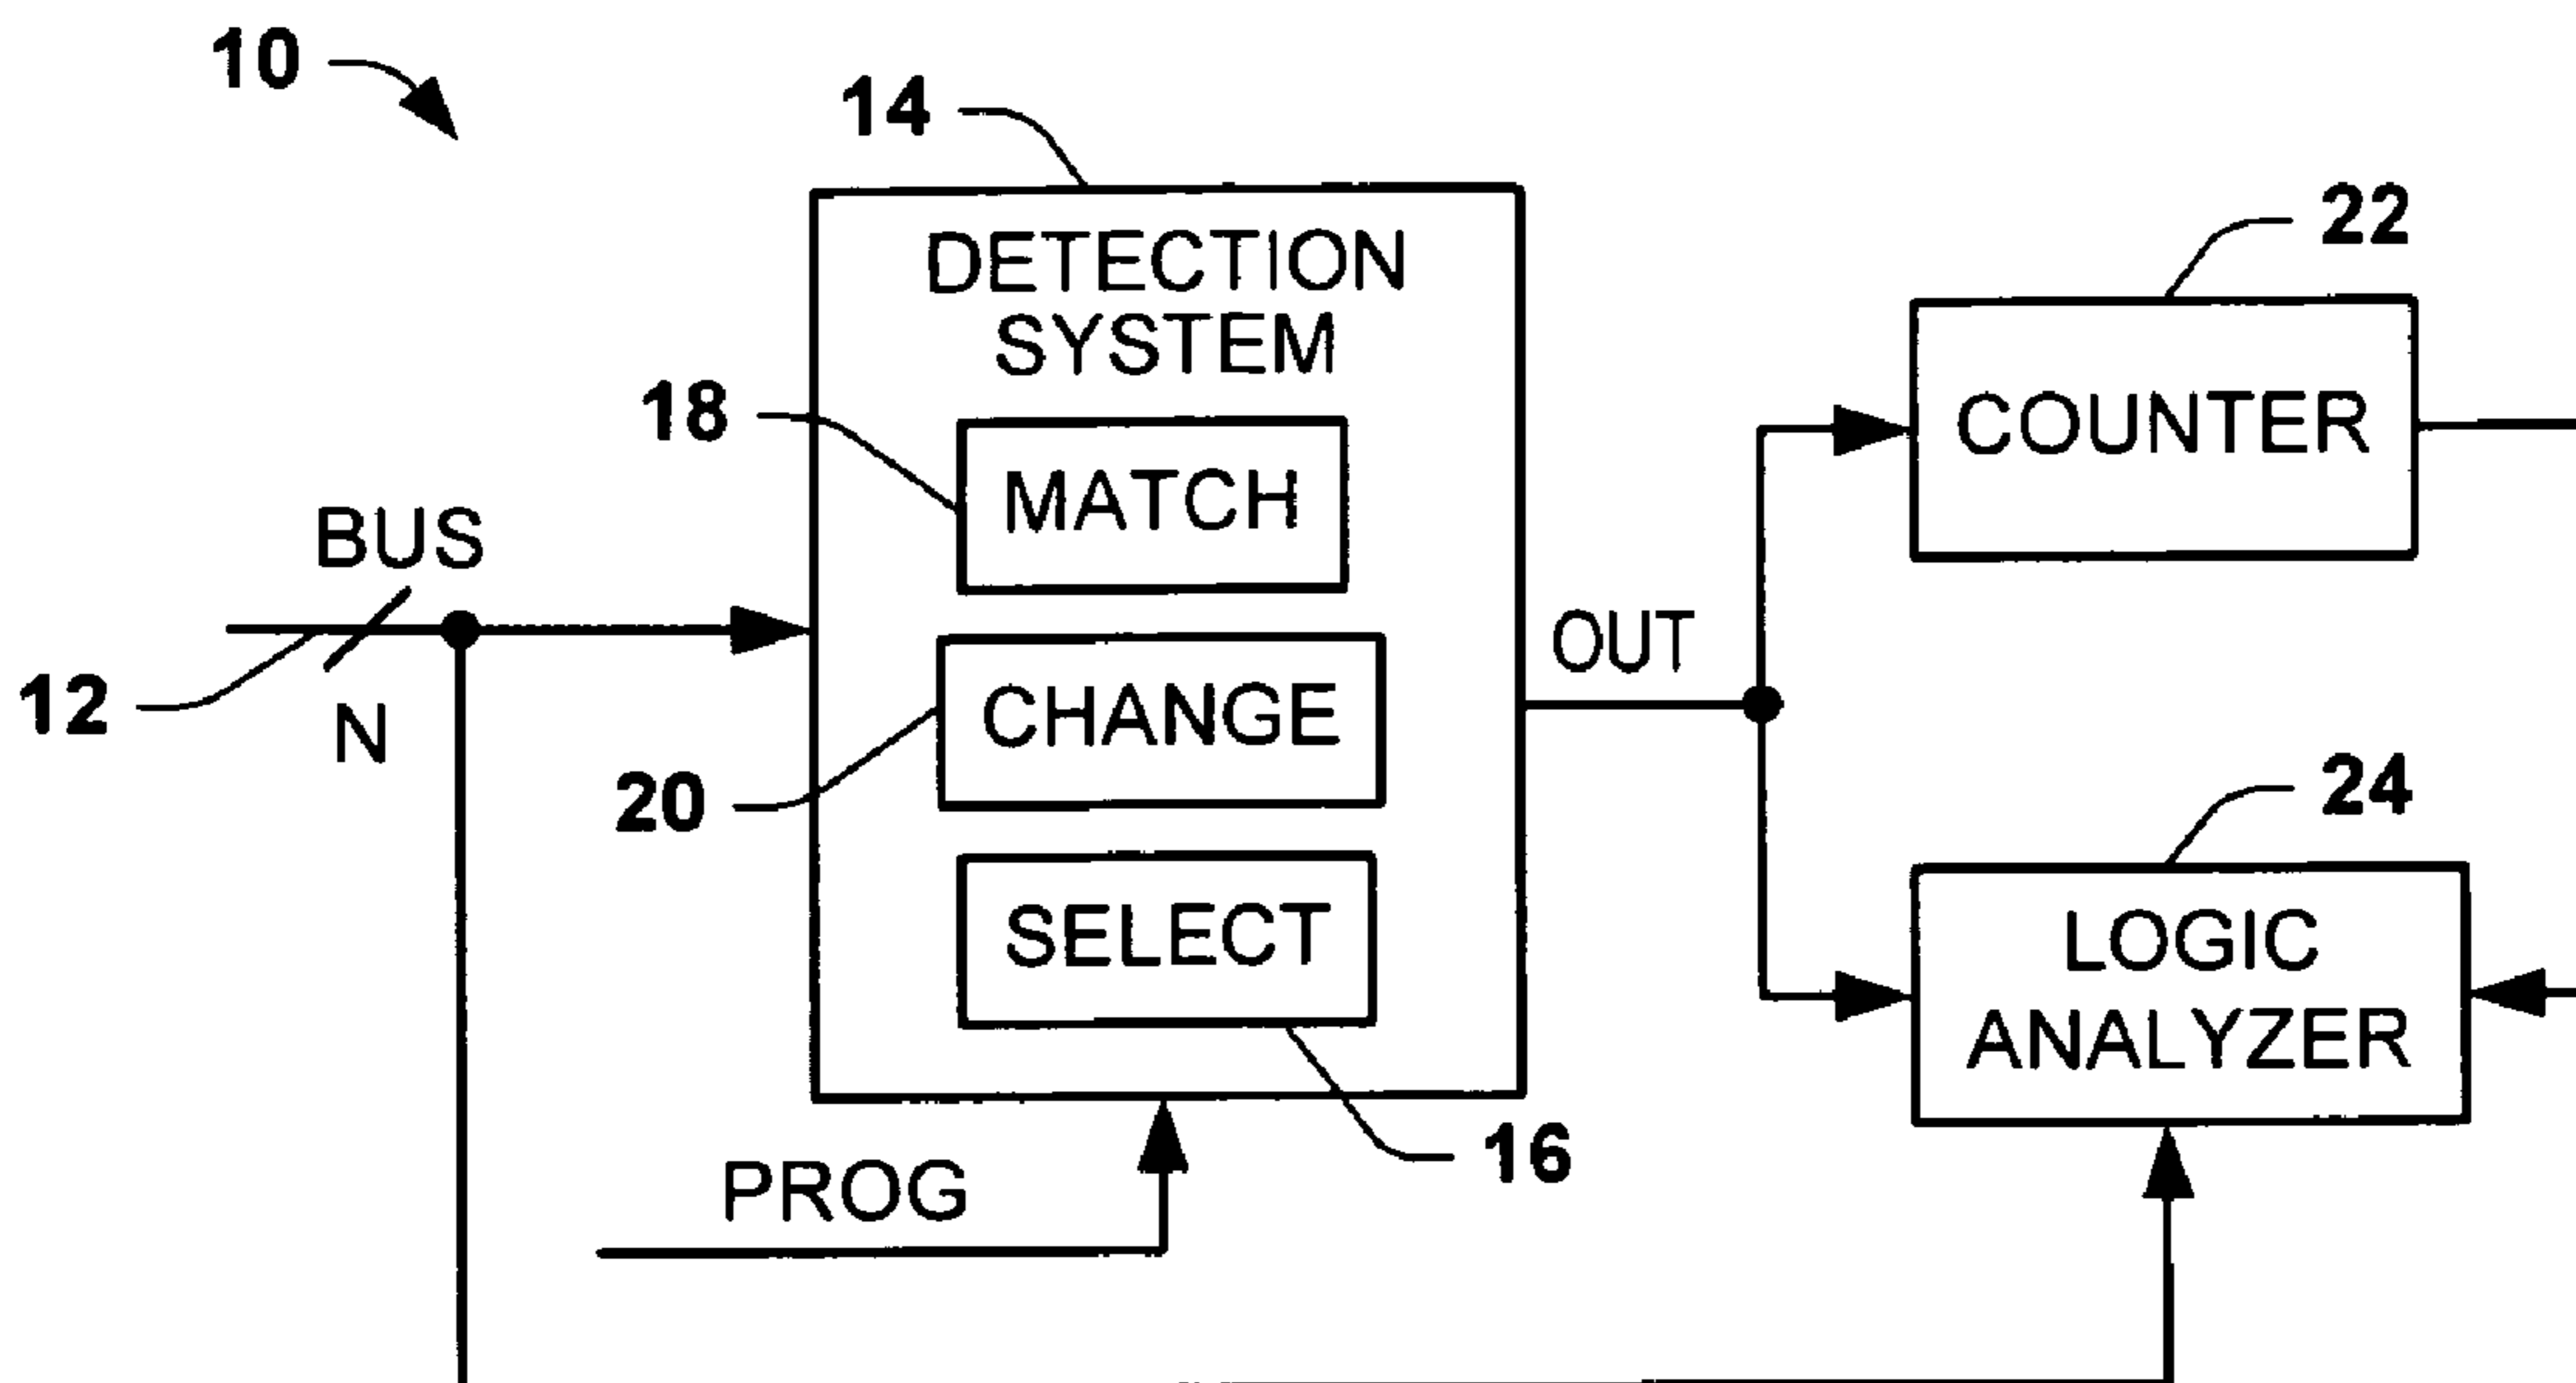 10
14
DETECTION
SYSTEM
22
18
MATCH
COUNTER
BUS
12
N
CHANGE
OUT
20
24
SELECT
LOGIC
ANALYZER
16
PROG